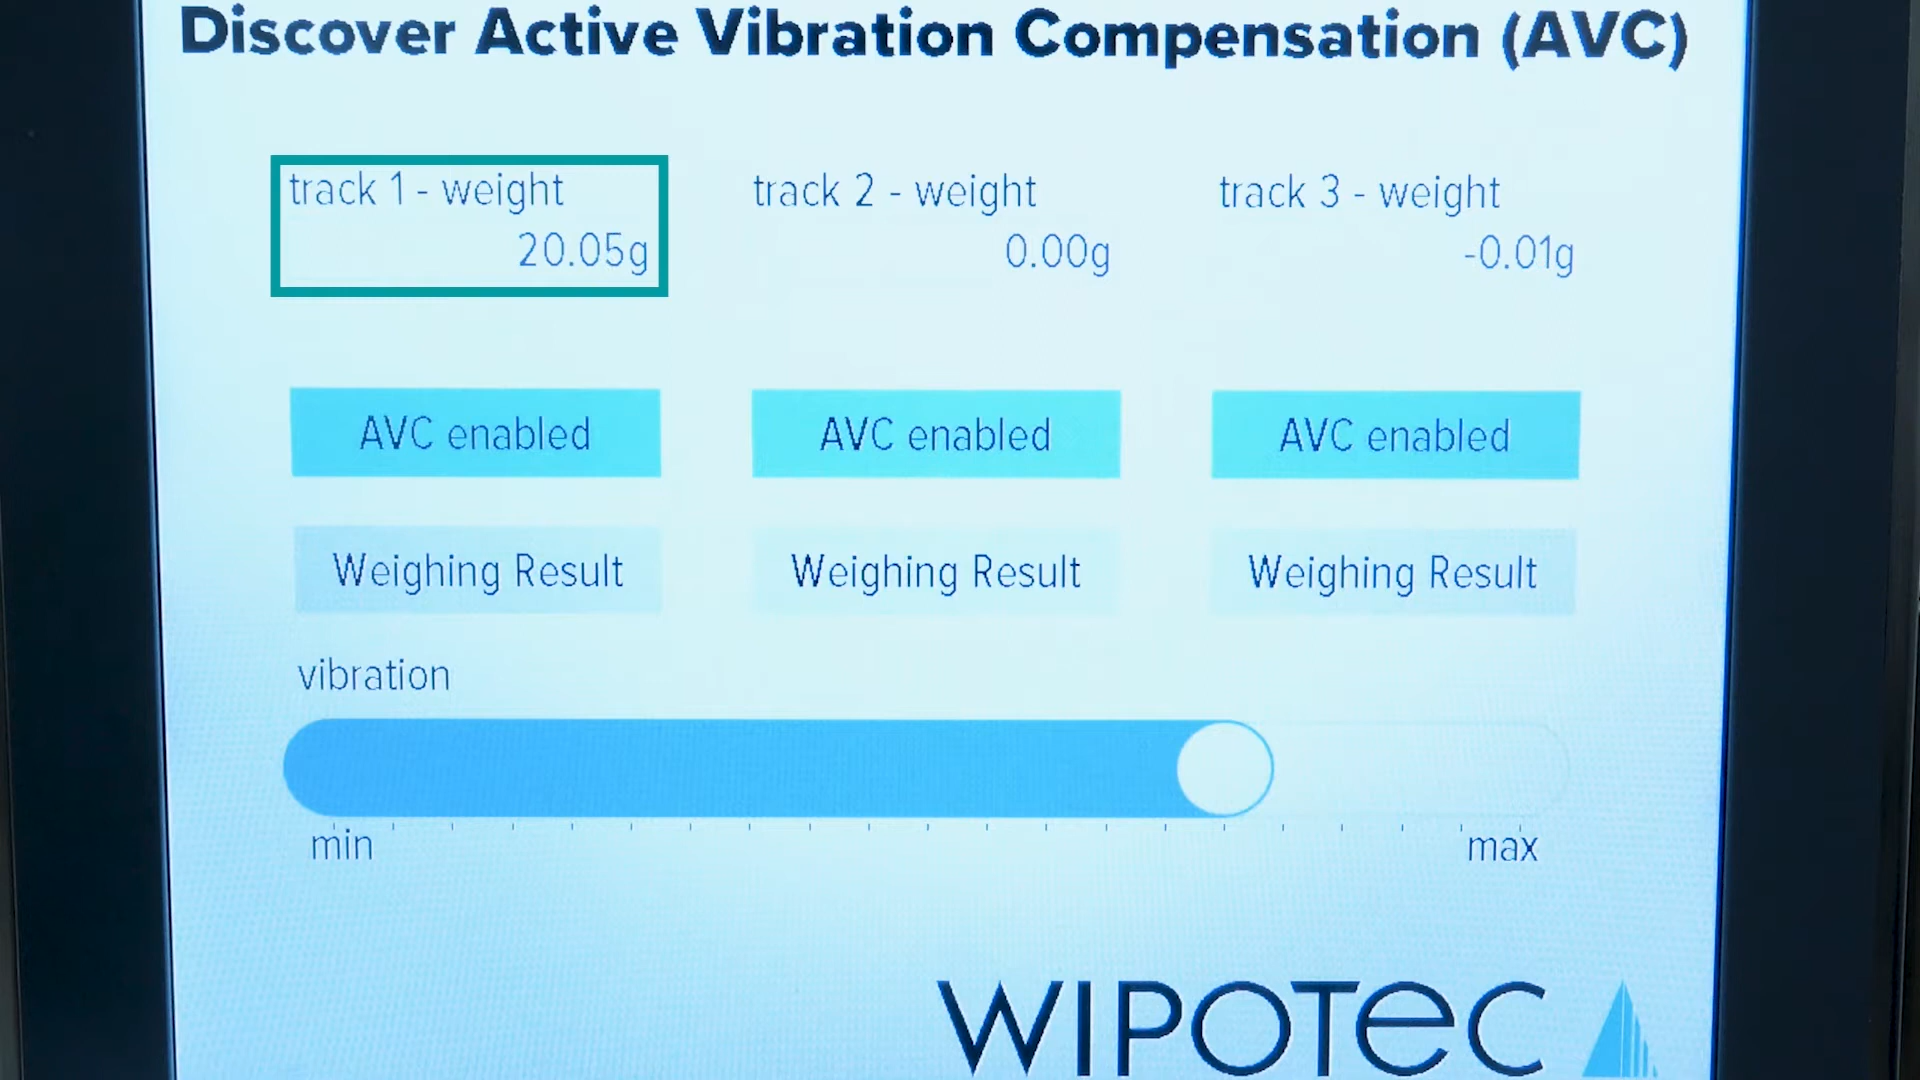 Discover Active Vibration Compensation (AVC)
track 1 - weight
20.05g
track 2 - weight
0.00g
track 3 - weight
-0.01g
AVC enabled
AVC enabled
AVC enabled
Weighing Result
Weighing Result
Weighing Result
vibration
min
max
WIPOTEC